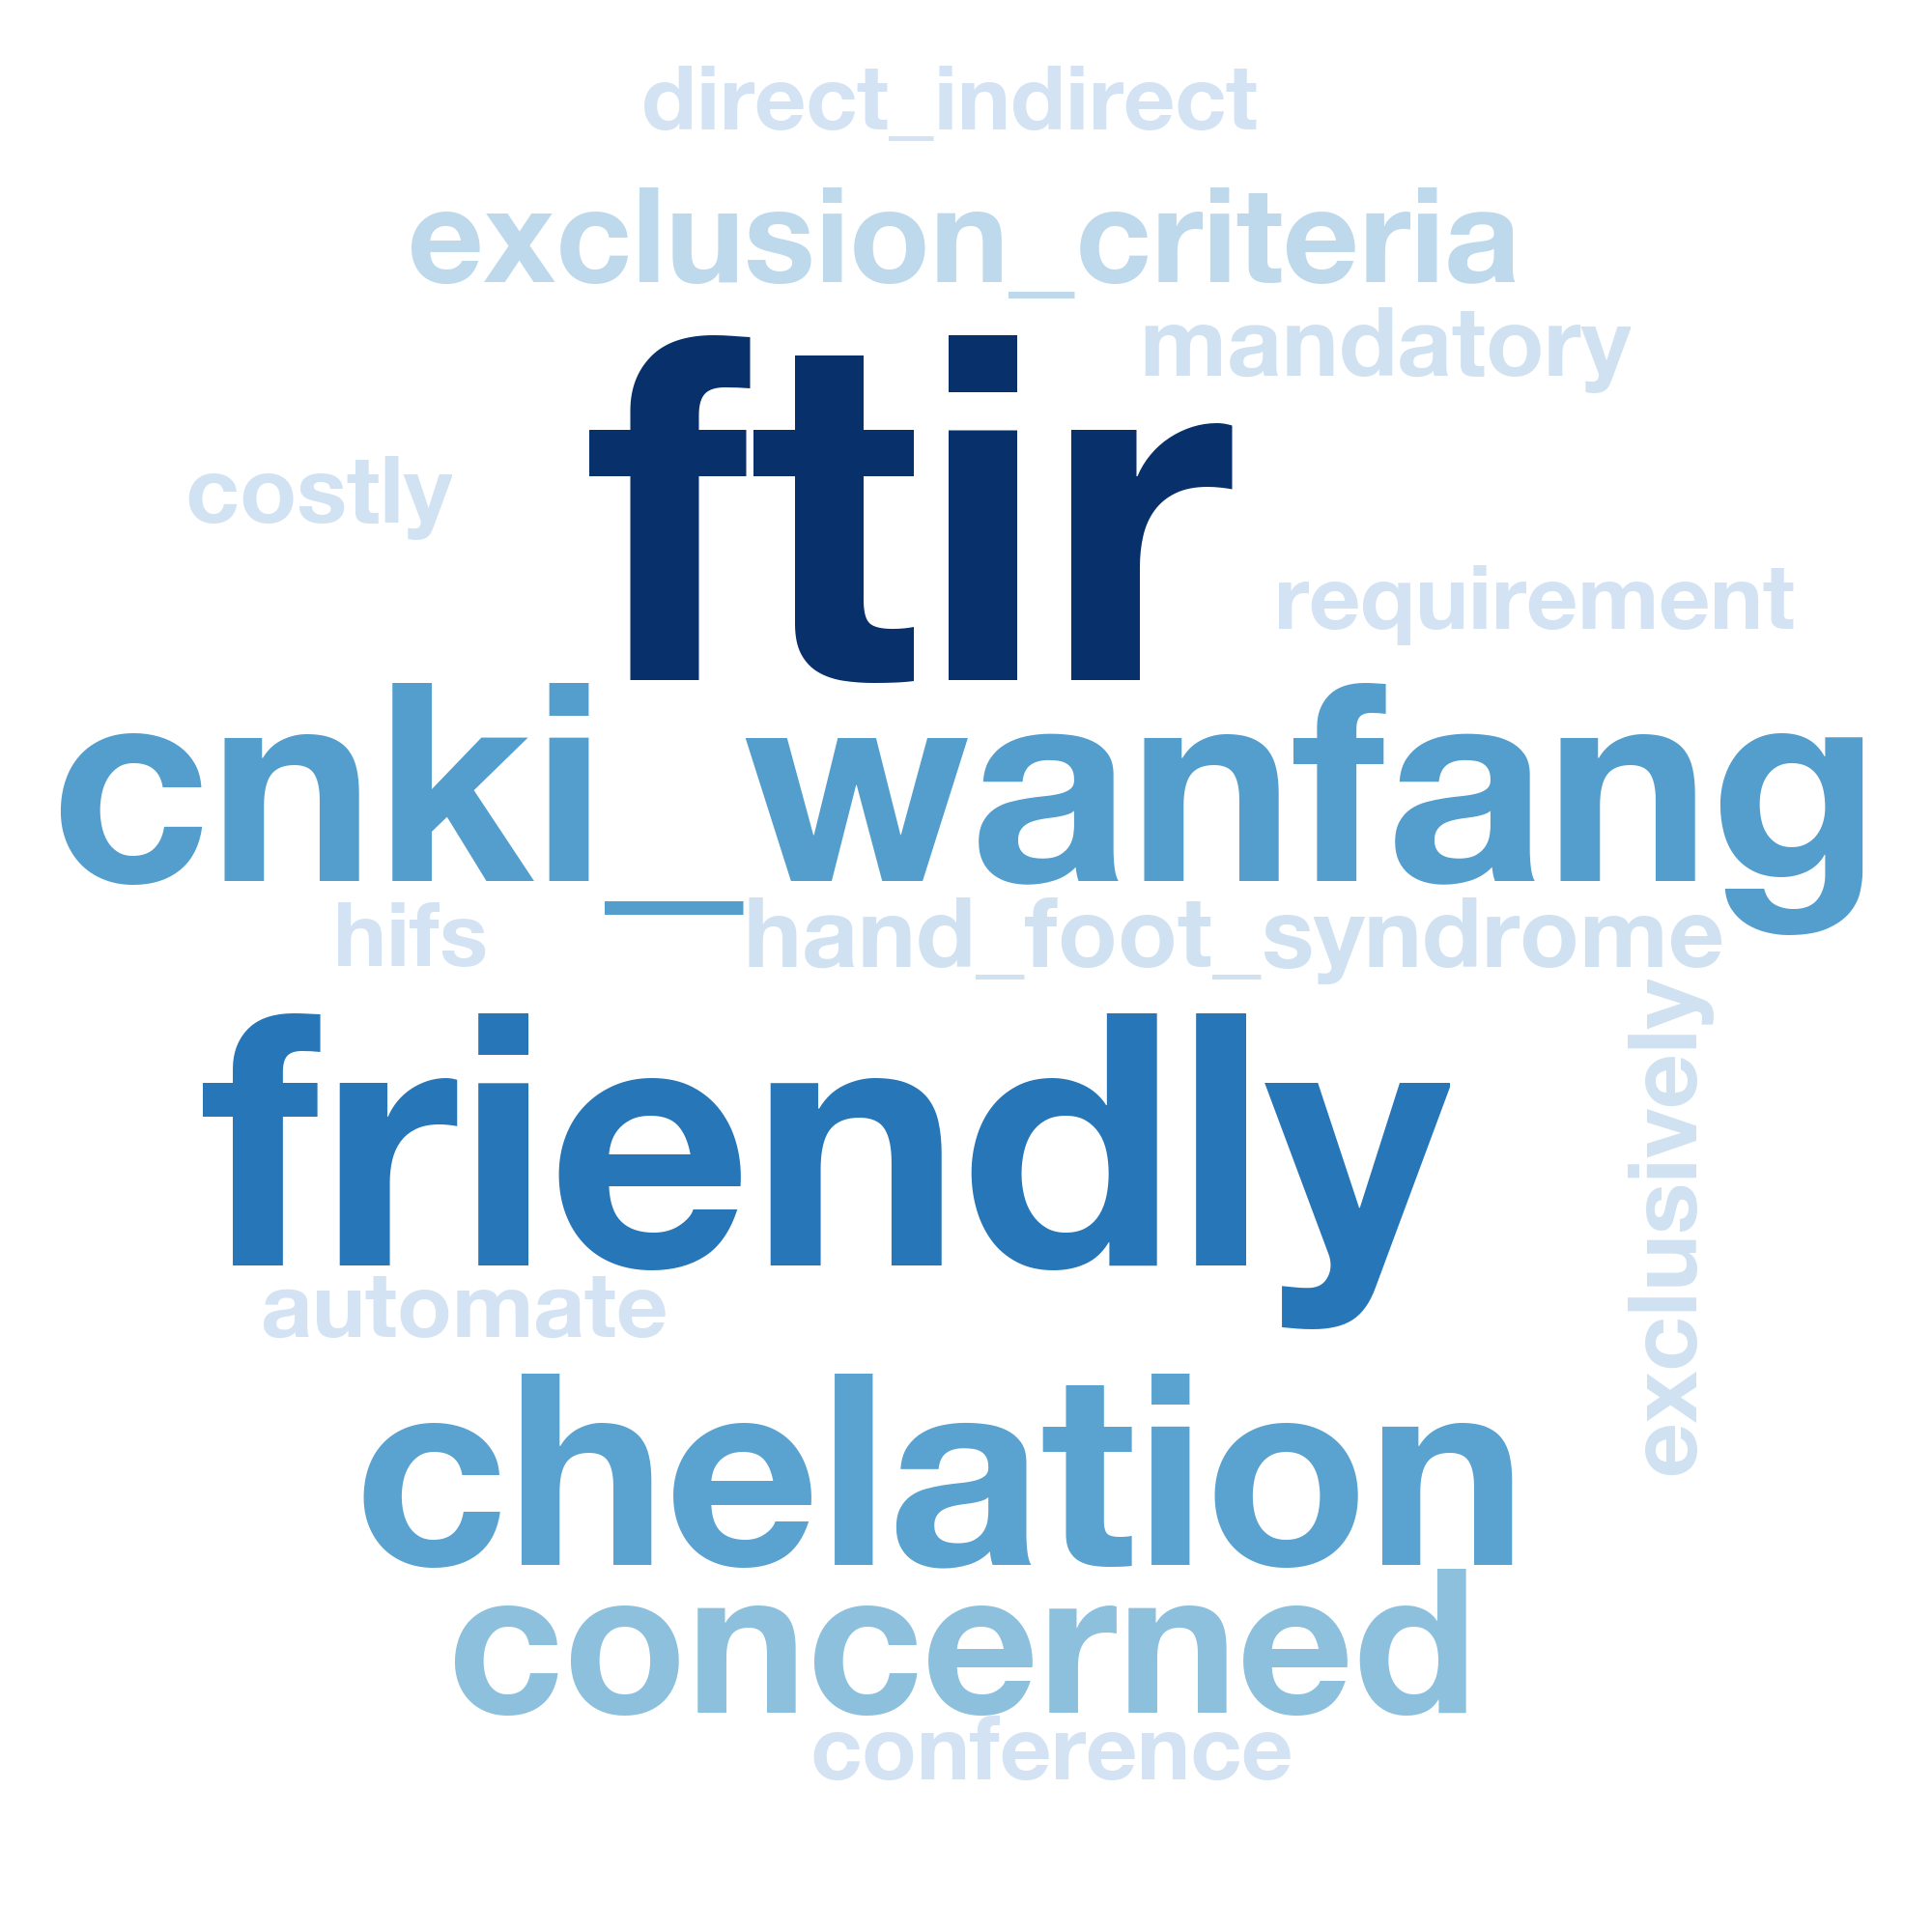 direct_indirect
exclusion_criteria
mandatory
ftir
costly
requirement
cnki_wanfang
hifs
hand_foot_syndrome
exclusively
friendly
automate
chelation
concerned
conference